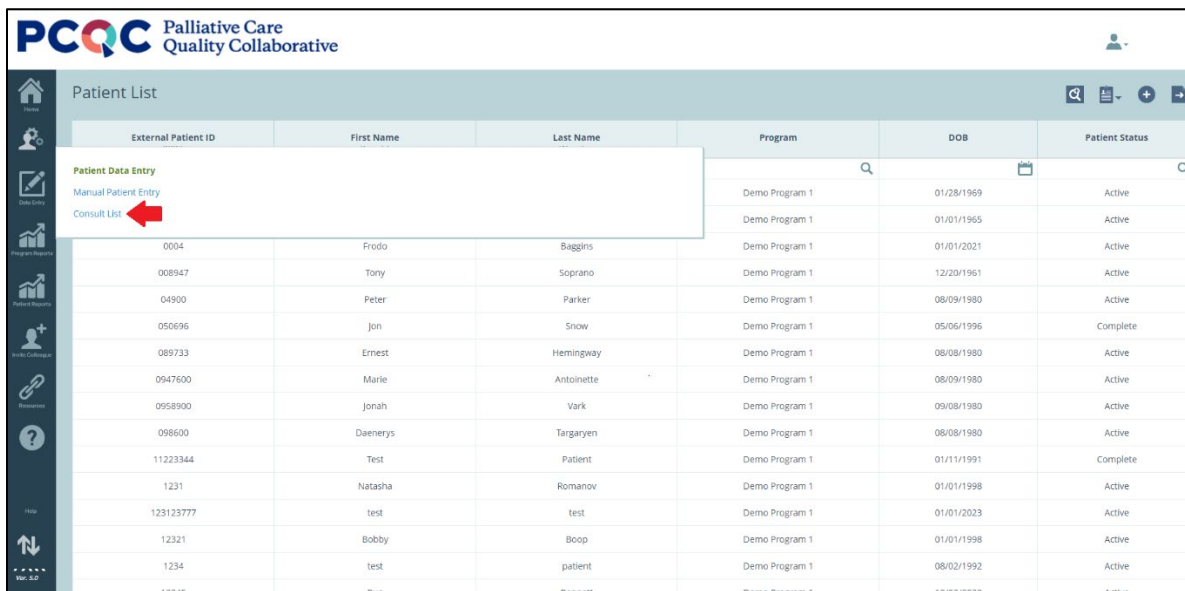 PCQC Palliative Care
Quality Collaborative
Patient List
Home
External Patient ID First Name Last Name Program DOB Patient Status
Patient Data Entry
Manual Patient Entry
Consult List
Data Entry
Demo Program 1 01/28/1969 Active
Demo Program 1 01/01/1965 Active
0004 Frodo Baggins Demo Program 1 01/01/2021 Active
Program Reports
008947 Tony Soprano Demo Program 1 12/20/1961 Active
04900 Peter Parker Demo Program 1 08/09/1980 Active
Patient Reports
050696 Jon Snow Demo Program 1 05/06/1996 Complete
089733 Ernest Hemingway Demo Program 1 08/08/1980 Active
Invite Colleague
0947600 Marie Antoinette Demo Program 1 08/09/1980 Active
0958900 Jonah Vark Demo Program 1 09/08/1980 Active
Resources
098600 Daenerys Targaryen Demo Program 1 08/08/1980 Active
11223344 Test Patient Demo Program 1 01/11/1991 Complete
1231 Natasha Romanov Demo Program 1 01/01/1998 Active
Help
123123777 test test Demo Program 1 01/01/2023 Active
12321 Bobby Boop Demo Program 1 01/01/1998 Active
1234 test patient Demo Program 1 08/02/1992 Active
Ver. 5.0